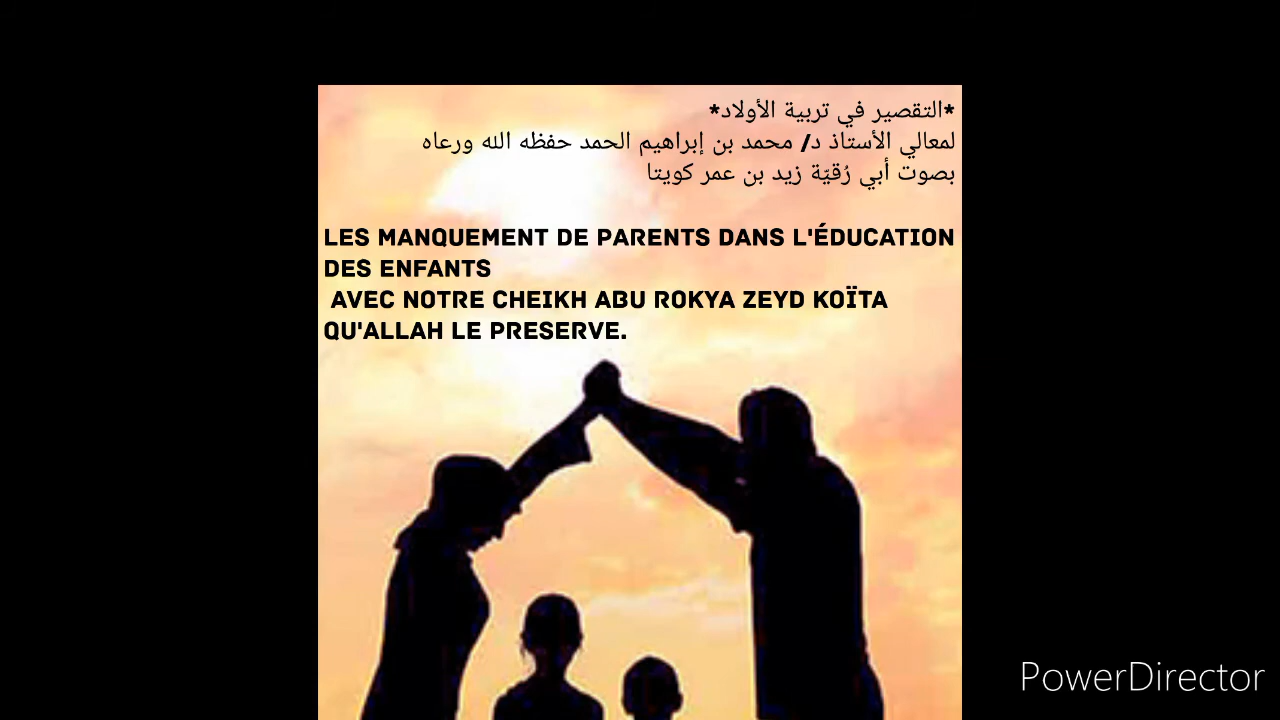 *التقصير في تربية الأولاد*
لمعالي الأستاذ د/ محمد بن إبراهيم الحمد حفظه الله ورعاه
بصوت أبي رُقيّة زيد بن عمر كويتا
LES MANQUEMENT DE PARENTS DANS L'ÉDUCATION
DES ENFANTS
AVEC NOTRE CHEIKH ABU ROKYA ZEYD KOÏTA
QU'ALLAH LE PRESERVE.
PowerDirector